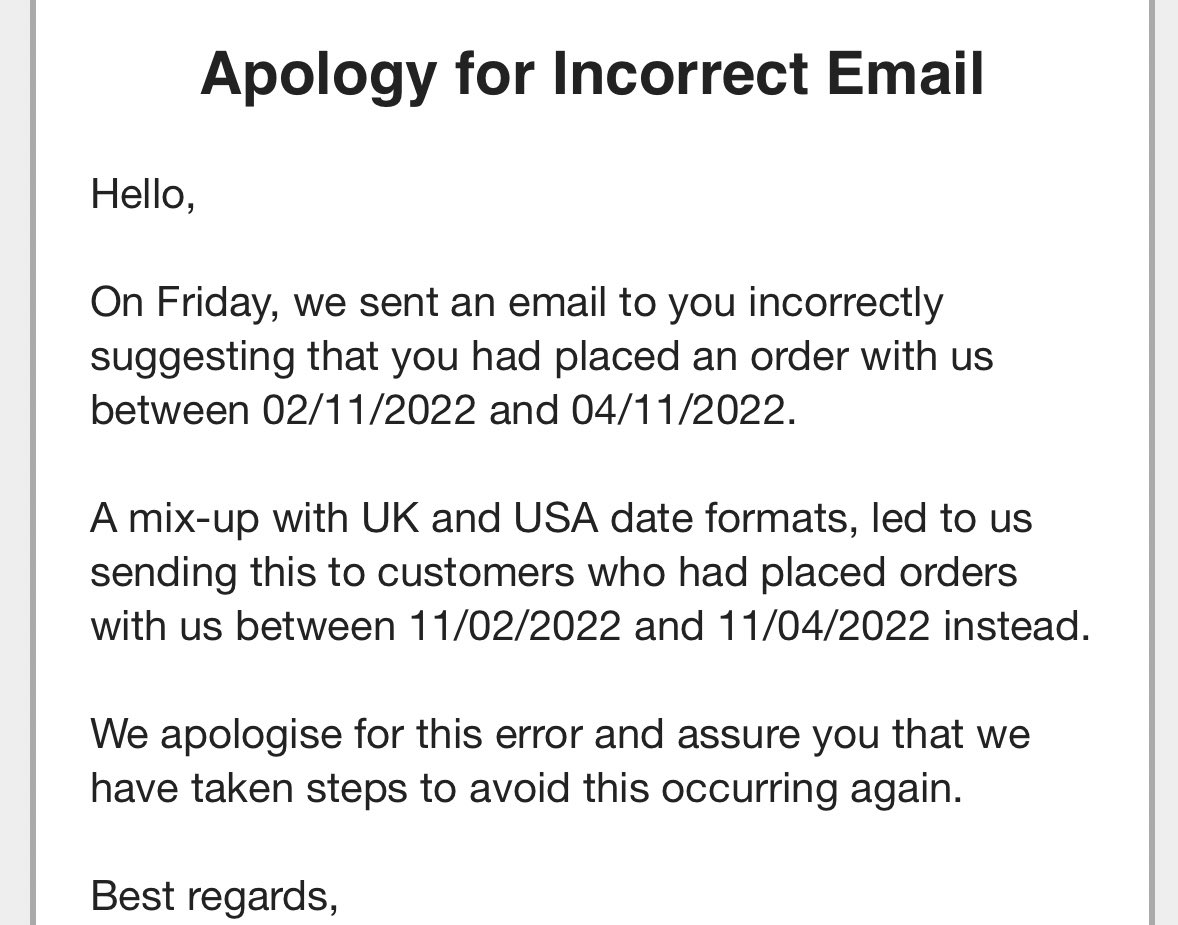 Apology for Incorrect Email
Hello,
On Friday, we sent an email to you incorrectly
suggesting that you had placed an order with us
between 02/11/2022 and 04/11/2022.
A mix-up with UK and USA date formats, led to us
sending this to customers who had placed orders
with us between 11/02/2022 and 11/04/2022 instead.
We apologise for this error and assure you that we
have taken steps to avoid this occurring again.
Best regards,